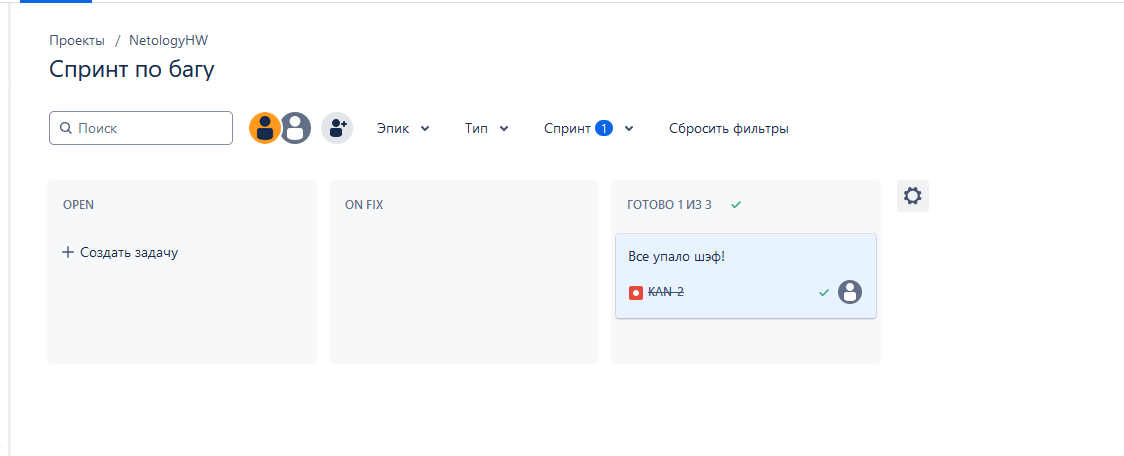 Проекты / NetologyHW
Спринт по багу
Поиск
Эпик
Тип
Спринт 1
Сбросить фильтры
OPEN
ON FIX
ГОТОВО 1 ИЗ 3
+ Создать задачу
Все упало шэф!
KAN-2